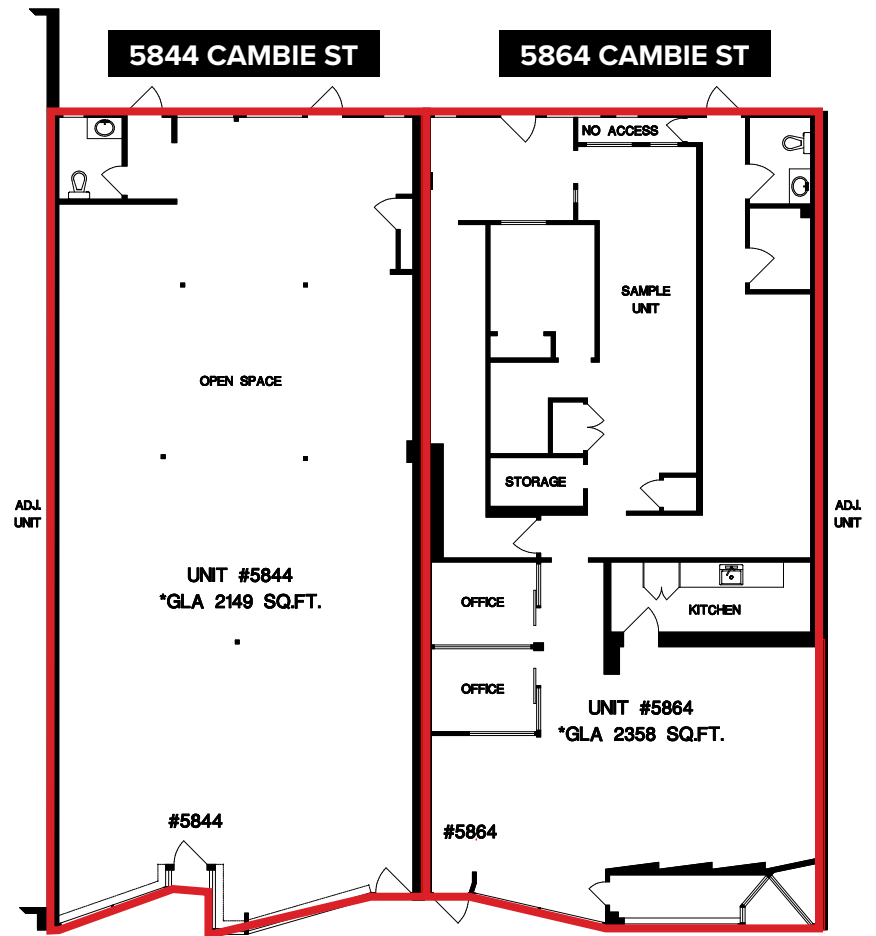 5844 CAMBIE ST
5864 CAMBIE ST
NO ACCESS
SAMPLE
UNIT
OPEN SPACE
STORAGE
ADJ.
UNIT
ADJ.
UNIT
UNIT #5844
*GLA 2149 SQ.FT.
OFFICE
KITCHEN
OFFICE
UNIT #5864
*GLA 2358 SQ.FT.
#5844
#5864